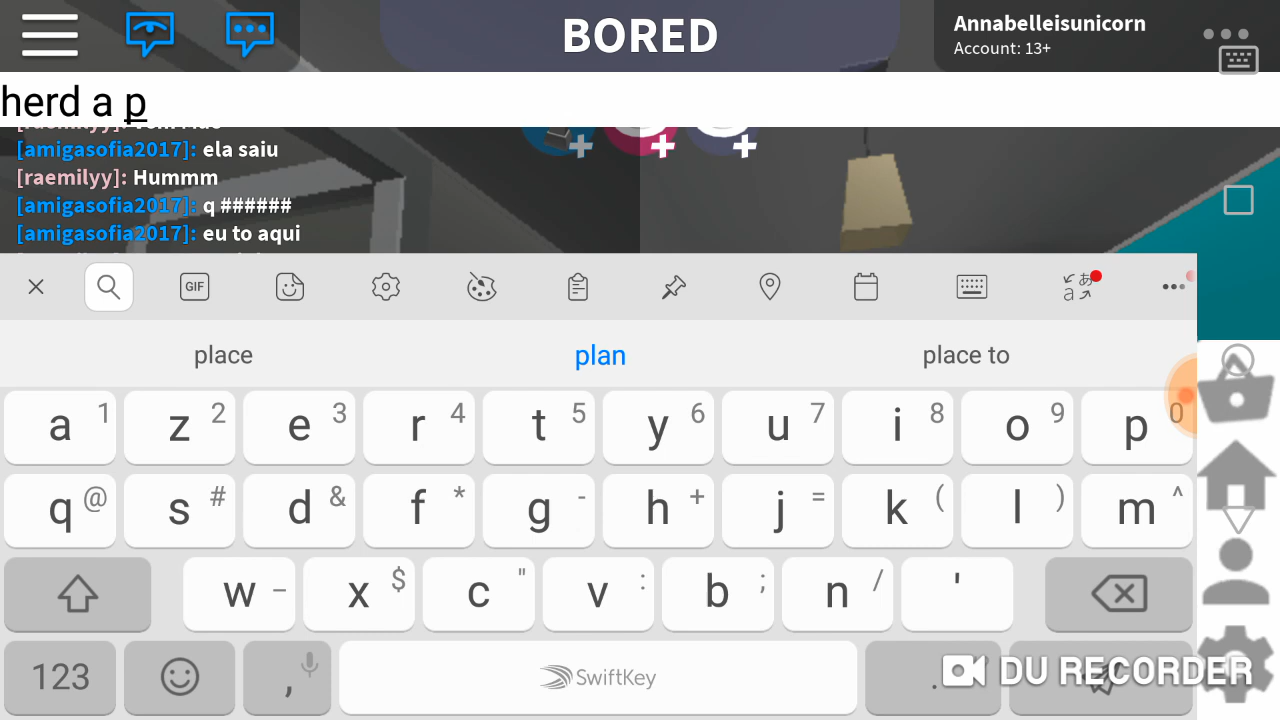 BORED
Annabelleisunicorn
Account: 13+
herd a p
[amigasofia2017]: ela saiu
[raemilyy]: Hummm
[amigasofia2017]: q ######
[amigasofia2017]: eu to aqui
GIF
place plan place to
a 1 z 2 e 3 r 4 t 5 y 6 u 7 i 8 o 9 p 0
q @ s # d & f * g - h + j = k ( l ) m ^
w – x $ c " v : b ; n / '
123 , SwiftKey .
DU RECORDER